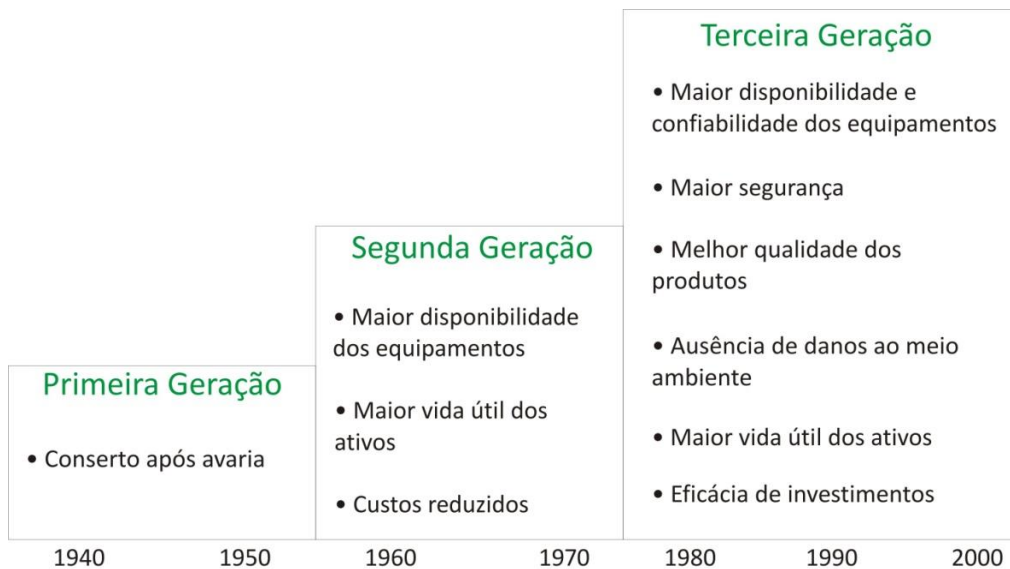 Primeira Geração
• Conserto após avaria
Segunda Geração
• Maior disponibilidade
dos equipamentos
• Maior vida útil dos
ativos
• Custos reduzidos
Terceira Geração
• Maior disponibilidade e
confiabilidade dos equipamentos
• Maior segurança
• Melhor qualidade dos
produtos
• Ausência de danos ao meio
ambiente
• Maior vida útil dos ativos
• Eficácia de investimentos
1940 1950 1960 1970 1980 1990 2000